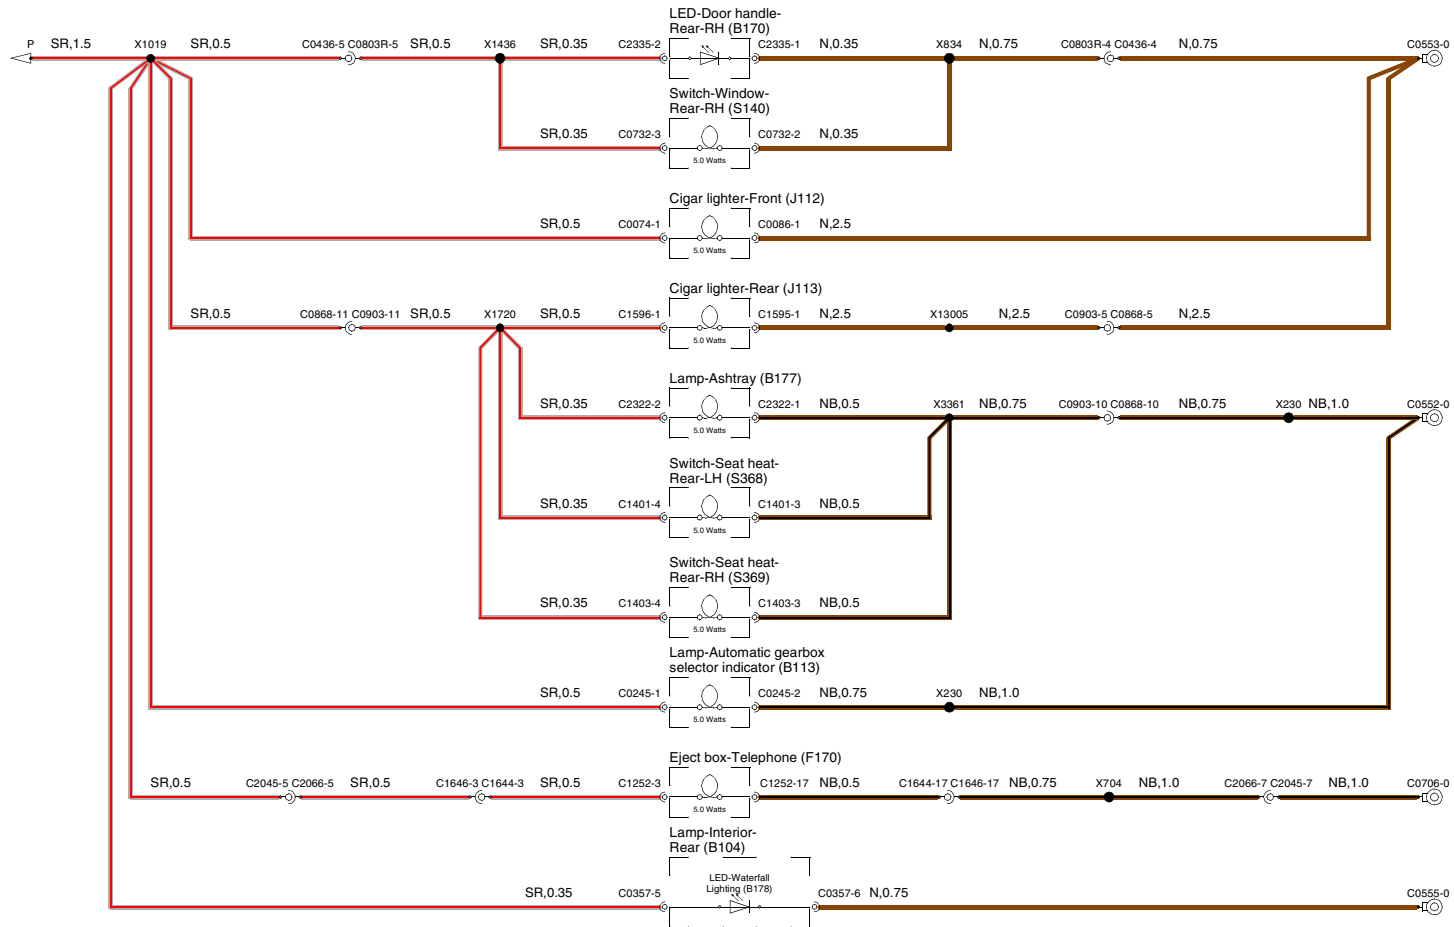 LED-Door handle-
Rear-RH (B170)
P SR,1.5 X1019 SR,0.5 C0436-5 C0803R-5 SR,0.5 X1436 SR,0.35 C2335-2 C2335-1 N,0.35 X834 N,0.75 C0803R-4 C0436-4 N,0.75 C0553-0
Switch-Window-
Rear-RH (S140)
SR,0.35 C0732-3 C0732-2 N,0.35
5.0 Watts
Cigar lighter-Front (J112)
SR,0.5 C0074-1 C0086-1 N,2.5
5.0 Watts
Cigar lighter-Rear (J113)
SR,0.5 C0868-11 C0903-11 SR,0.5 X1720 SR,0.5 C1596-1 C1595-1 N,2.5 X13005 N,2.5 C0903-5 C0868-5 N,2.5
5.0 Watts
Lamp-Ashtray (B177)
SR,0.35 C2322-2 C2322-1 NB,0.5 X3361 NB,0.75 C0903-10 C0868-10 NB,0.75 X230 NB,1.0 C0552-0
5.0 Watts
Switch-Seat heat-
Rear-LH (S368)
SR,0.35 C1401-4 C1401-3 NB,0.5
5.0 Watts
Switch-Seat heat-
Rear-RH (S369)
SR,0.35 C1403-4 C1403-3 NB,0.5
5.0 Watts
Lamp-Automatic gearbox
selector indicator (B113)
SR,0.5 C0245-1 C0245-2 NB,0.75 X230 NB,1.0
5.0 Watts
Eject box-Telephone (F170)
SR,0.5 C2045-5 C2066-5 SR,0.5 C1646-3 C1644-3 SR,0.5 C1252-3 C1252-17 NB,0.5 C1644-17 C1646-17 NB,0.75 X704 NB,1.0 C2066-7 C2045-7 NB,1.0 C0706-0
5.0 Watts
Lamp-Interior-
Rear (B104)
LED-Waterfall
Lighting (B178)
SR,0.35 C0357-5 C0357-6 N,0.75 C0555-0